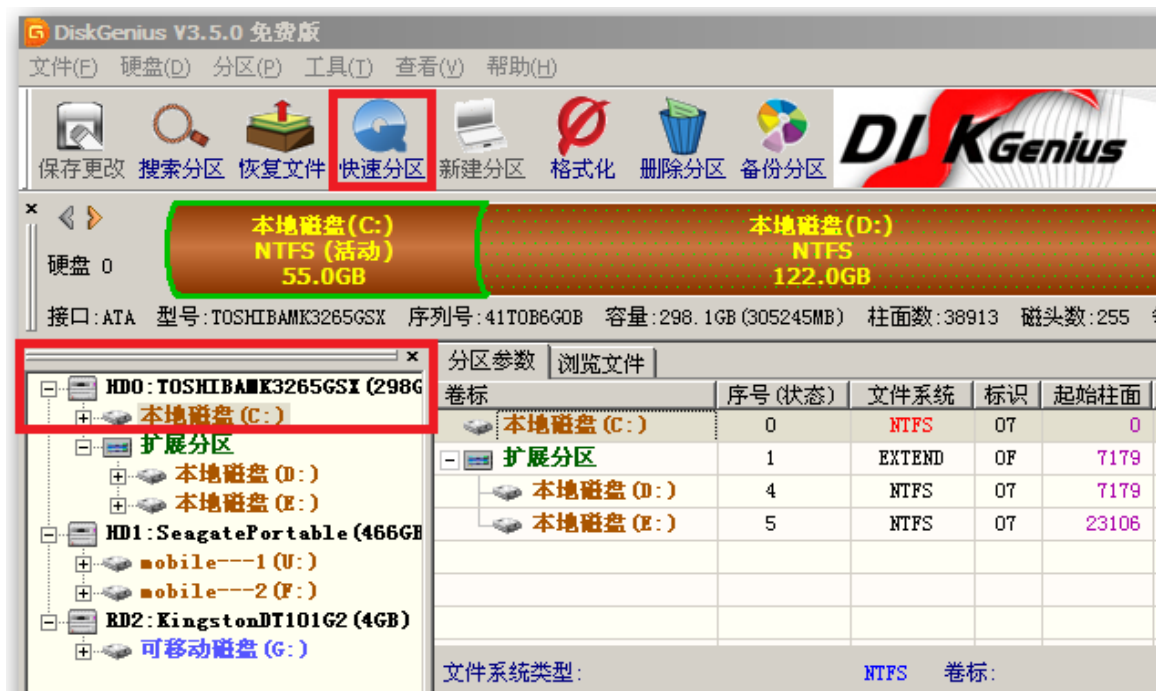 DiskGenius V3.5.0 免费版
文件(F) 硬盘(D) 分区(P) 工具(T) 查看(V) 帮助(H)
保存更改 搜索分区 恢复文件 快速分区 新建分区 格式化 删除分区 备份分区 DISKGenius
硬盘 0
本地磁盘(C:)
NTFS (活动)
55.0GB
本地磁盘(D:)
NTFS
122.0GB
接口:ATA 型号:TOSHIBAMK3265GSX 序列号:41TOB6GOB 容量:298.1GB(305245MB) 柱面数:38913 磁头数:255
HD0:TOSHIBAMK3265GSX(298G
本地磁盘(C:)
扩展分区
本地磁盘(D:)
本地磁盘(E:)
HD1:SeagatePortable(466GB
mobile---1(U:)
mobile---2(F:)
RD2:KingstonDT101G2(4GB)
可移动磁盘(G:)
分区参数 浏览文件
卷标 序号(状态) 文件系统 标识 起始柱面
本地磁盘(C:) 0 NTFS 07 0
扩展分区 1 EXTEND 0F 7179
本地磁盘(D:) 4 NTFS 07 7179
本地磁盘(E:) 5 NTFS 07 23106
文件系统类型: NTFS 卷标: